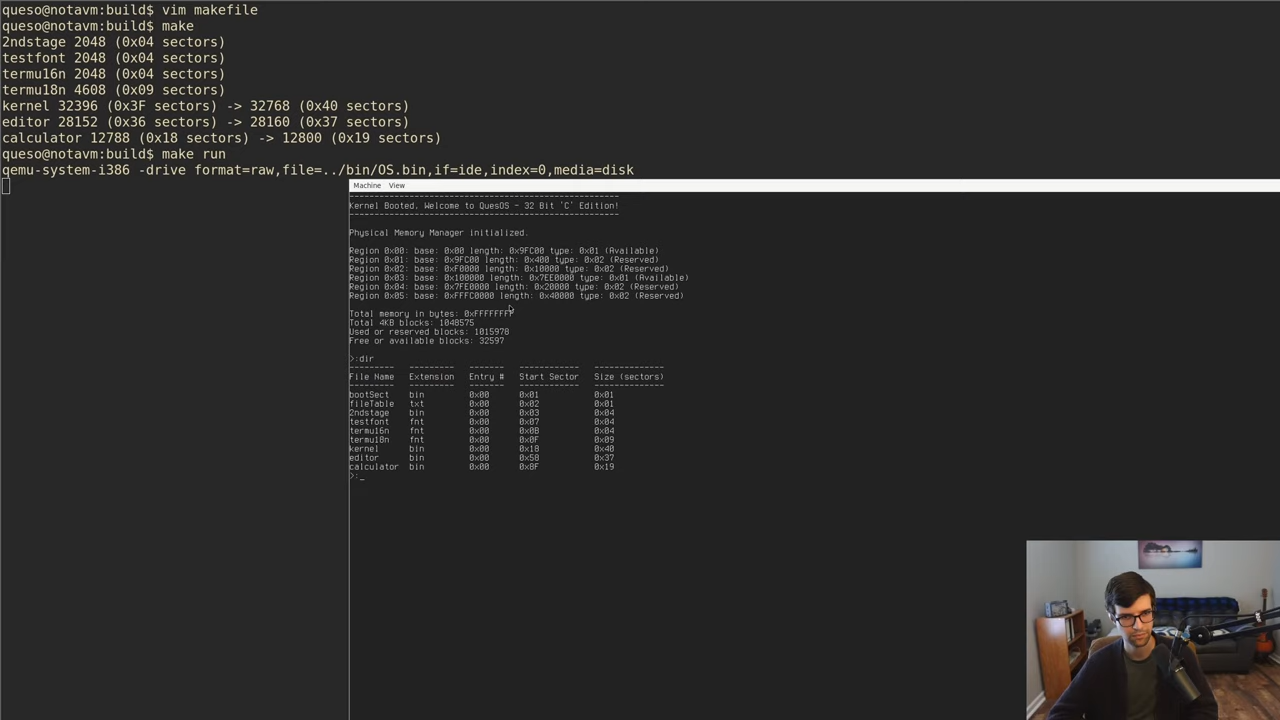 queso@notavm:build$ vim makefile
queso@notavm:build$ make
2ndstage 2048 (0x04 sectors)
testfont 2048 (0x04 sectors)
termu16n 2048 (0x04 sectors)
termu18n 4608 (0x09 sectors)
kernel 32396 (0x3F sectors) -> 32768 (0x40 sectors)
editor 28152 (0x36 sectors) -> 28160 (0x37 sectors)
calculator 12788 (0x18 sectors) -> 12800 (0x19 sectors)
queso@notavm:build$ make run
qemu-system-i386 -drive format=raw,file=../bin/OS.bin,if=ide,index=0,media=disk
Machine View
------------------------------------------------------
Kernel Booted, Welcome to QuesOS - 32 Bit 'C' Edition!
------------------------------------------------------
Physical Memory Manager initialized.
Region 0x00: base: 0x00 length: 0x9FC00 type: 0x01 (Available)
Region 0x01: base: 0x9FC00 length: 0x400 type: 0x02 (Reserved)
Region 0x02: base: 0xF0000 length: 0x10000 type: 0x02 (Reserved)
Region 0x03: base: 0x100000 length: 0x7EE0000 type: 0x01 (Available)
Region 0x04: base: 0x7FE0000 length: 0x20000 type: 0x02 (Reserved)
Region 0x05: base: 0xFFFC0000 length: 0x40000 type: 0x02 (Reserved)
Total memory in bytes: 0xFFFFFFFF
Total 4KB blocks: 1048575
Used or reserved blocks: 1015978
Free or available blocks: 32597
>:dir
--------- --------- ------- ------------ --------------
File Name Extension Entry # Start Sector Size (sectors)
--------- --------- ------- ------------ --------------
bootSect bin 0x00 0x01 0x01
fileTable txt 0x00 0x02 0x01
2ndstage bin 0x00 0x03 0x04
testfont fnt 0x00 0x07 0x04
termu16n fnt 0x00 0x0B 0x04
termu18n fnt 0x00 0x0F 0x09
kernel bin 0x00 0x18 0x40
editor bin 0x00 0x58 0x37
calculator bin 0x00 0x8F 0x19
>:_